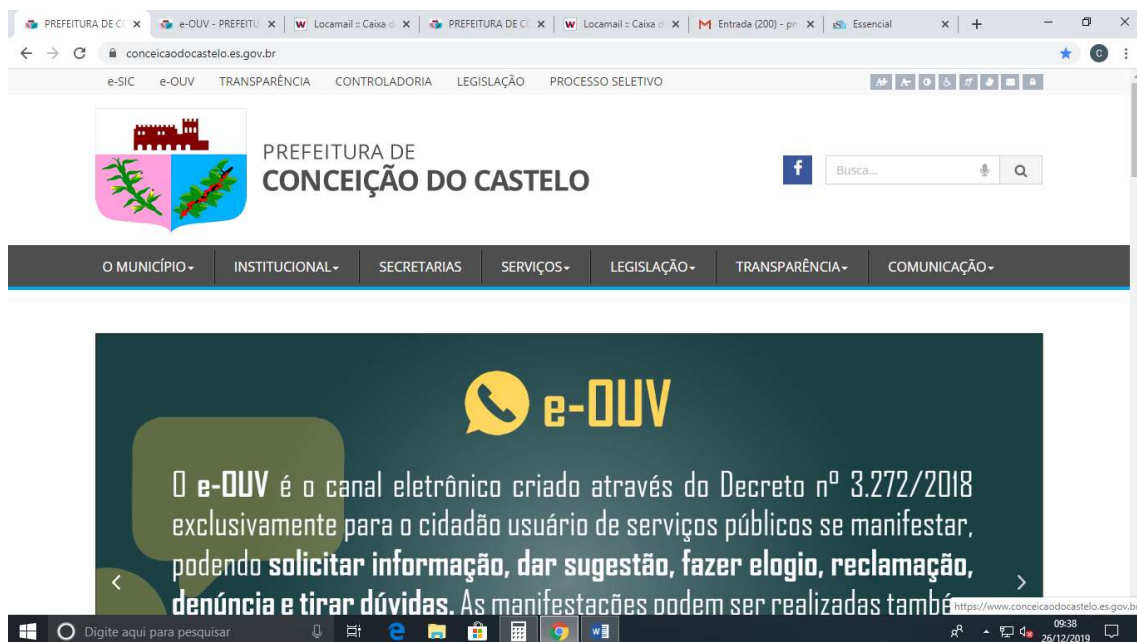 PREFEITURA DE C
e-OUV - PREFEITU
Locamail :: Caixa d
PREFEITURA DE C
Locamail :: Caixa d
Entrada (200) - pm
Essencial
conceicaodocastelo.es.gov.br
C
e-SIC e-OUV TRANSPARÊNCIA CONTROLADORIA LEGISLAÇÃO PROCESSO SELETIVO
A+ A-
PREFEITURA DE
CONCEIÇÃO DO CASTELO
f
Busca...
O MUNICÍPIO INSTITUCIONAL SECRETARIAS SERVIÇOS LEGISLAÇÃO TRANSPARÊNCIA COMUNICAÇÃO
e-OUV
O e-OUV é o canal eletrônico criado através do Decreto nº 3.272/2018
exclusivamente para o cidadão usuário de serviços públicos se manifestar,
podendo solicitar informação, dar sugestão, fazer elogio, reclamação,
denúncia e tirar dúvidas. As manifestações podem ser realizadas també
https://www.conceicaodocastelo.es.gov.br
Digite aqui para pesquisar
09:38
26/12/2019